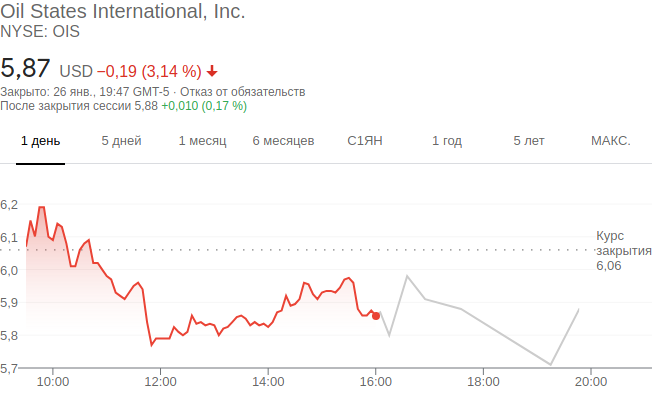 Oil States International, Inc.
NYSE: OIS
5,87 USD −0,19 (3,14 %)
Закрыто: 26 янв., 19:47 GMT-5 · Отказ от обязательств
После закрытия сессии 5,88 +0,010 (0,17 %)
1 день 5 дней 1 месяц 6 месяцев С1ЯН 1 год 5 лет МАКС.
6,2
6,1
6,0
5,9
5,8
5,7
Курс
закрытия
6,06
10:00 12:00 14:00 16:00 18:00 20:00